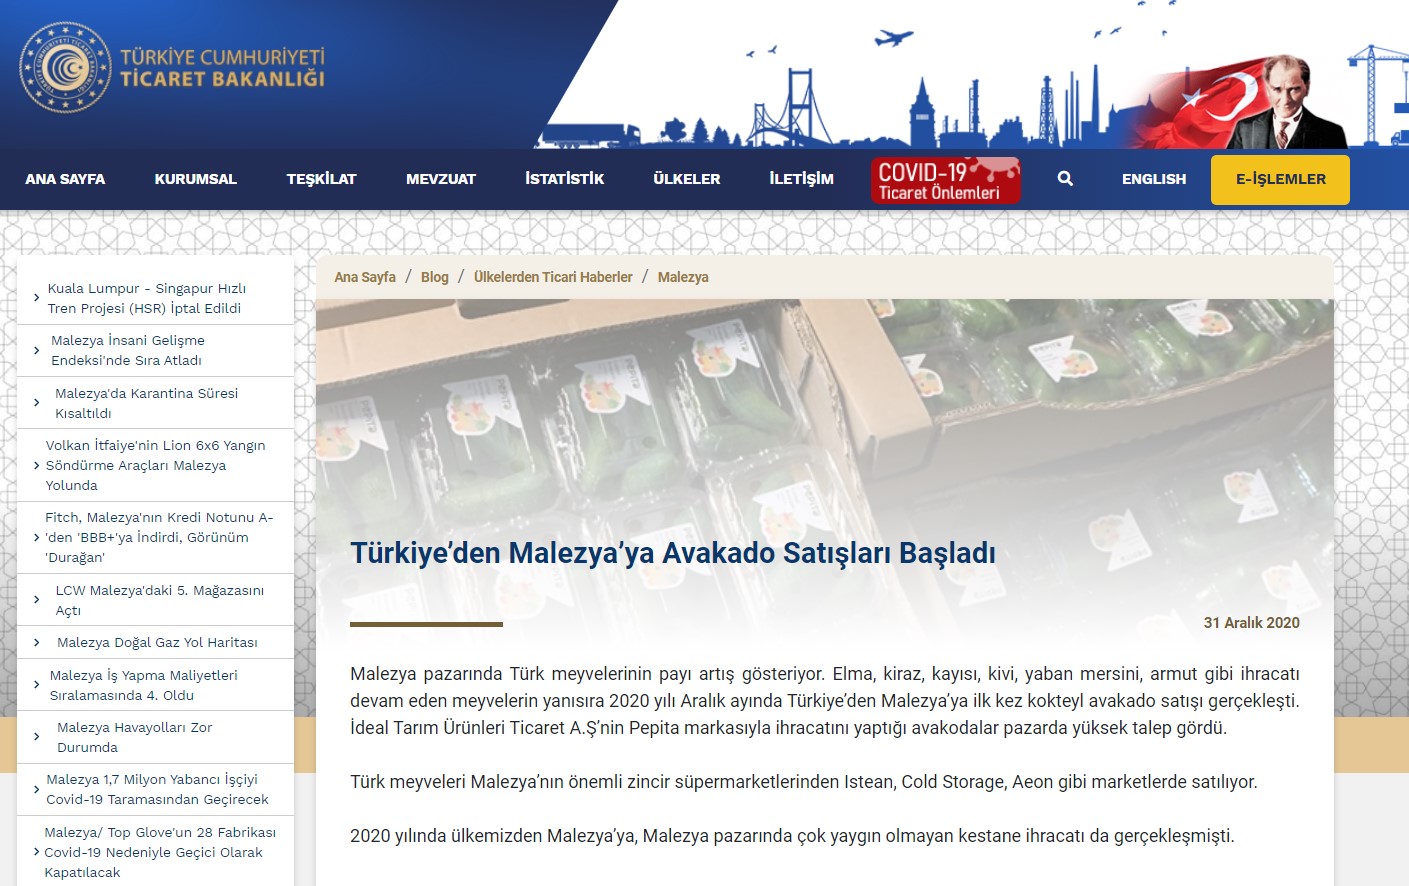 TÜRKİYE CUMHURİYETİ
TİCARET BAKANLIĞI
ANA SAYFA KURUMSAL TEŞKİLAT MEVZUAT İSTATİSTİK ÜLKELER İLETİŞİM COVID-19 Ticaret Önlemleri ENGLISH E-İŞLEMLER
Kuala Lumpur - Singapur Hızlı
Tren Projesi (HSR) İptal Edildi
Malezya İnsani Gelişme
Endeksi'nde Sıra Atladı
Malezya'da Karantina Süresi
Kısaltıldı
Volkan İtfaiye'nin Lion 6x6 Yangın
Söndürme Araçları Malezya
Yolunda
Fitch, Malezya'nın Kredi Notunu A-
'den 'BBB+'ya İndirdi, Görünüm
'Durağan'
LCW Malezya'daki 5. Mağazasını
Açtı
Malezya Doğal Gaz Yol Haritası
Malezya İş Yapma Maliyetleri
Sıralamasında 4. Oldu
Malezya Havayolları Zor
Durumda
Malezya 1,7 Milyon Yabancı İşçiyi
Covid-19 Taramasından Geçirecek
Malezya/ Top Glove'un 28 Fabrikası
Covid-19 Nedeniyle Geçici Olarak
Kapatılacak
Ana Sayfa / Blog / Ülkelerden Ticari Haberler / Malezya
Türkiye’den Malezya’ya Avakado Satışları Başladı
31 Aralık 2020
Malezya pazarında Türk meyvelerinin payı artış gösteriyor. Elma, kiraz, kayısı, kivi, yaban mersini, armut gibi ihracatı
devam eden meyvelerin yanısıra 2020 yılı Aralık ayında Türkiye’den Malezya’ya ilk kez kokteyl avakado satışı gerçekleşti.
İdeal Tarım Ürünleri Ticaret A.Ş’nin Pepita markasıyla ihracatını yaptığı avakodalar pazarda yüksek talep gördü.
Türk meyveleri Malezya’nın önemli zincir süpermarketlerinden Istean, Cold Storage, Aeon gibi marketlerde satılıyor.
2020 yılında ülkemizden Malezya’ya, Malezya pazarında çok yaygın olmayan kestane ihracatı da gerçekleşmişti.